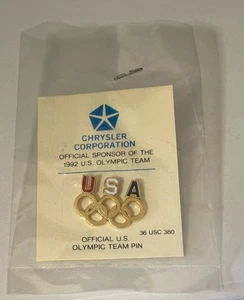 CHRYSLER
CORPORATION
OFFICIAL SPONSOR OF THE
1992 U.S. OLYMPIC TEAM
USA
36 USC 380
OFFICIAL U.S.
OLYMPIC TEAM PIN